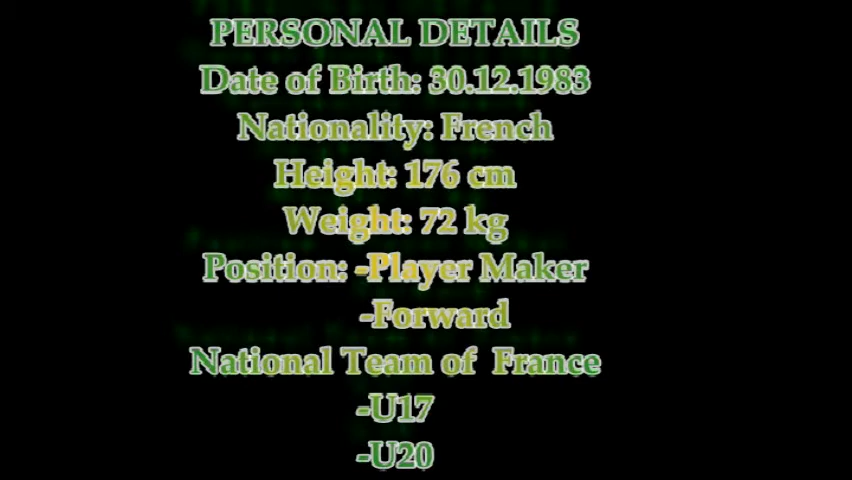 PERSONAL DETAILS
Date of Birth: 30.12.1983
Nationality: French
Height: 176 cm
Weight: 72 kg
Position: -Player Maker
-Forward
National Team of France
-U17
-U20